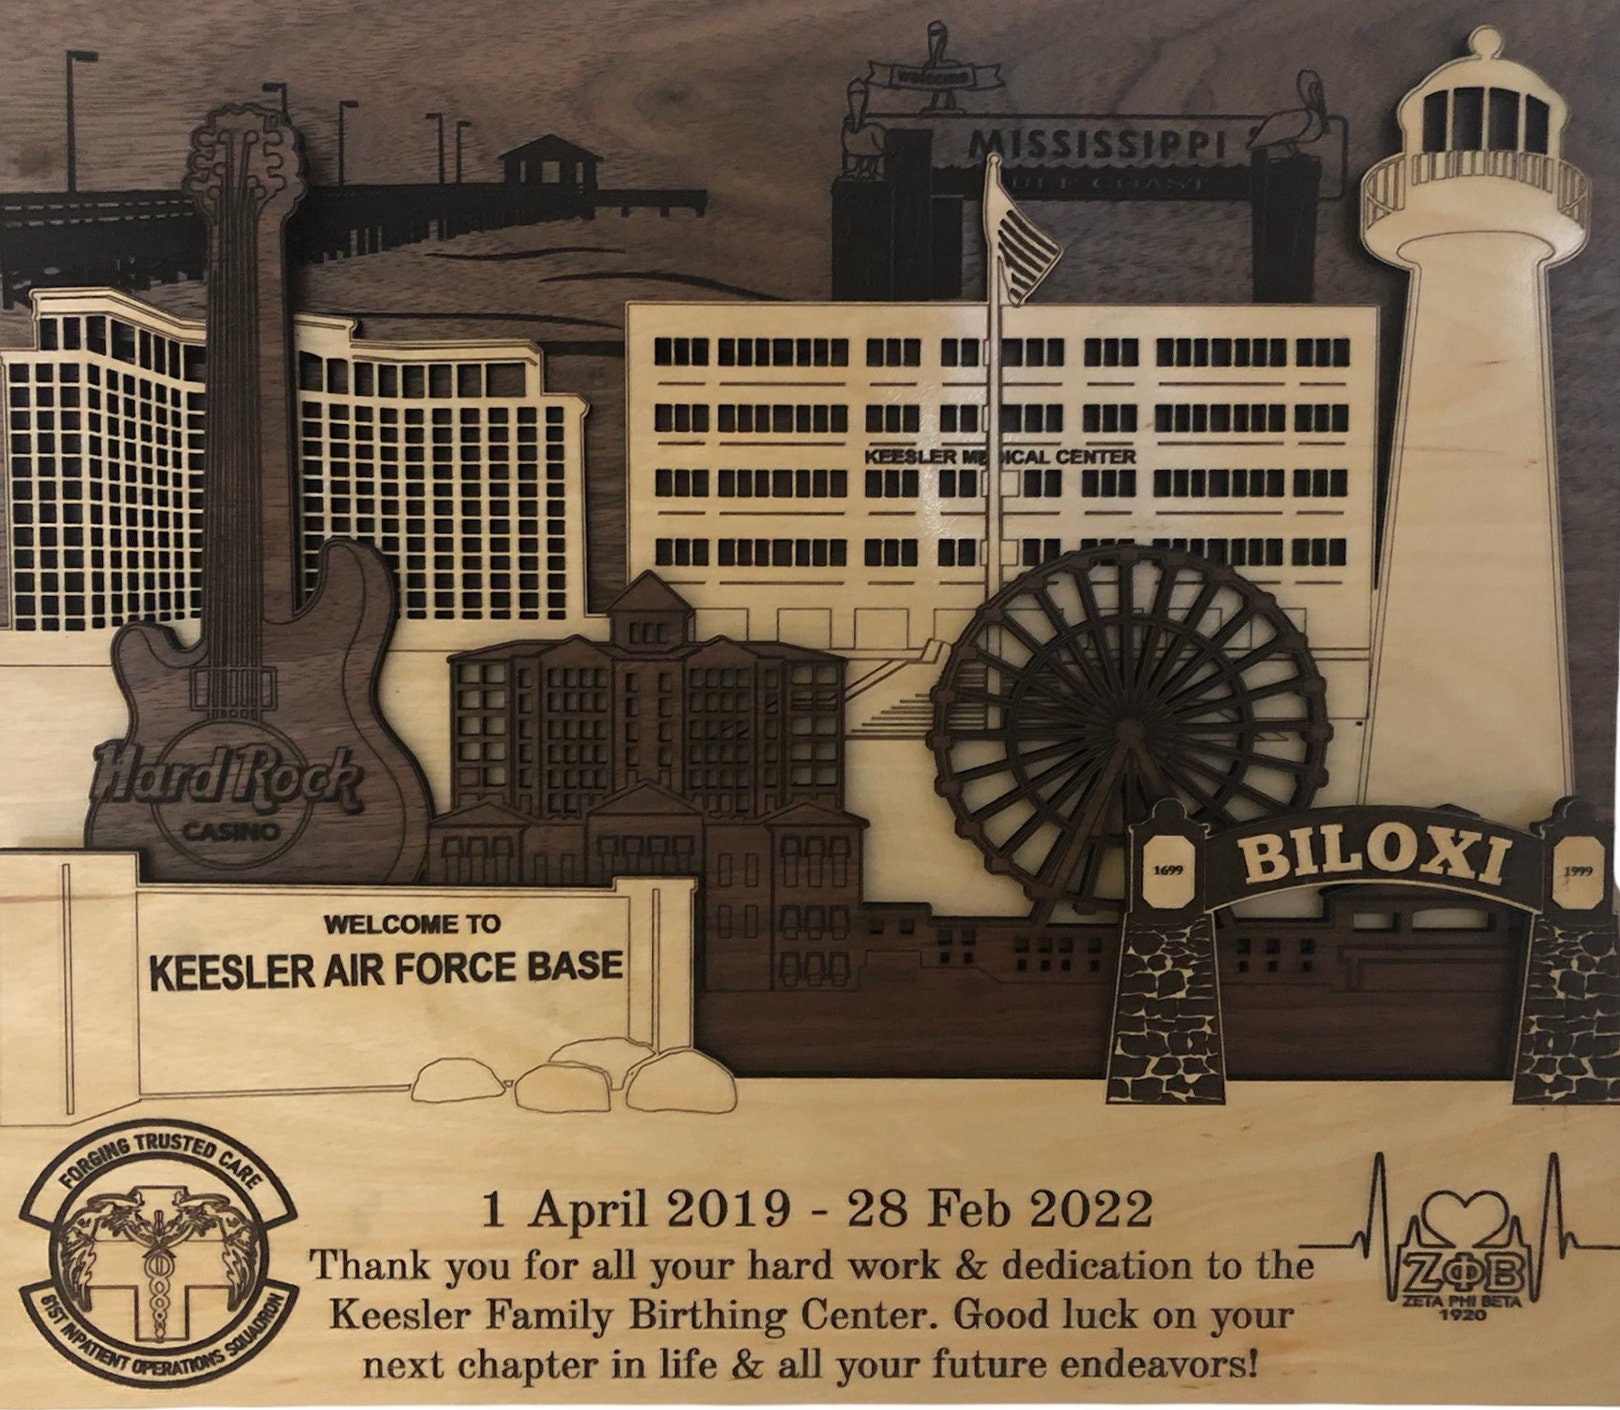 MISSISSIPPI
GULF COAST
KEESLER MEDICAL CENTER
Hard Rock
CASINO
BILOXI
1699
1999
WELCOME TO
KEESLER AIR FORCE BASE
FORGING TRUSTED CARE
81ST INPATIENT OPERATIONS SQUADRON
1 April 2019 - 28 Feb 2022
Thank you for all your hard work & dedication to the
Keesler Family Birthing Center. Good luck on your
next chapter in life & all your future endeavors!
ΖΦΒ
ZETA PHI BETA
1920